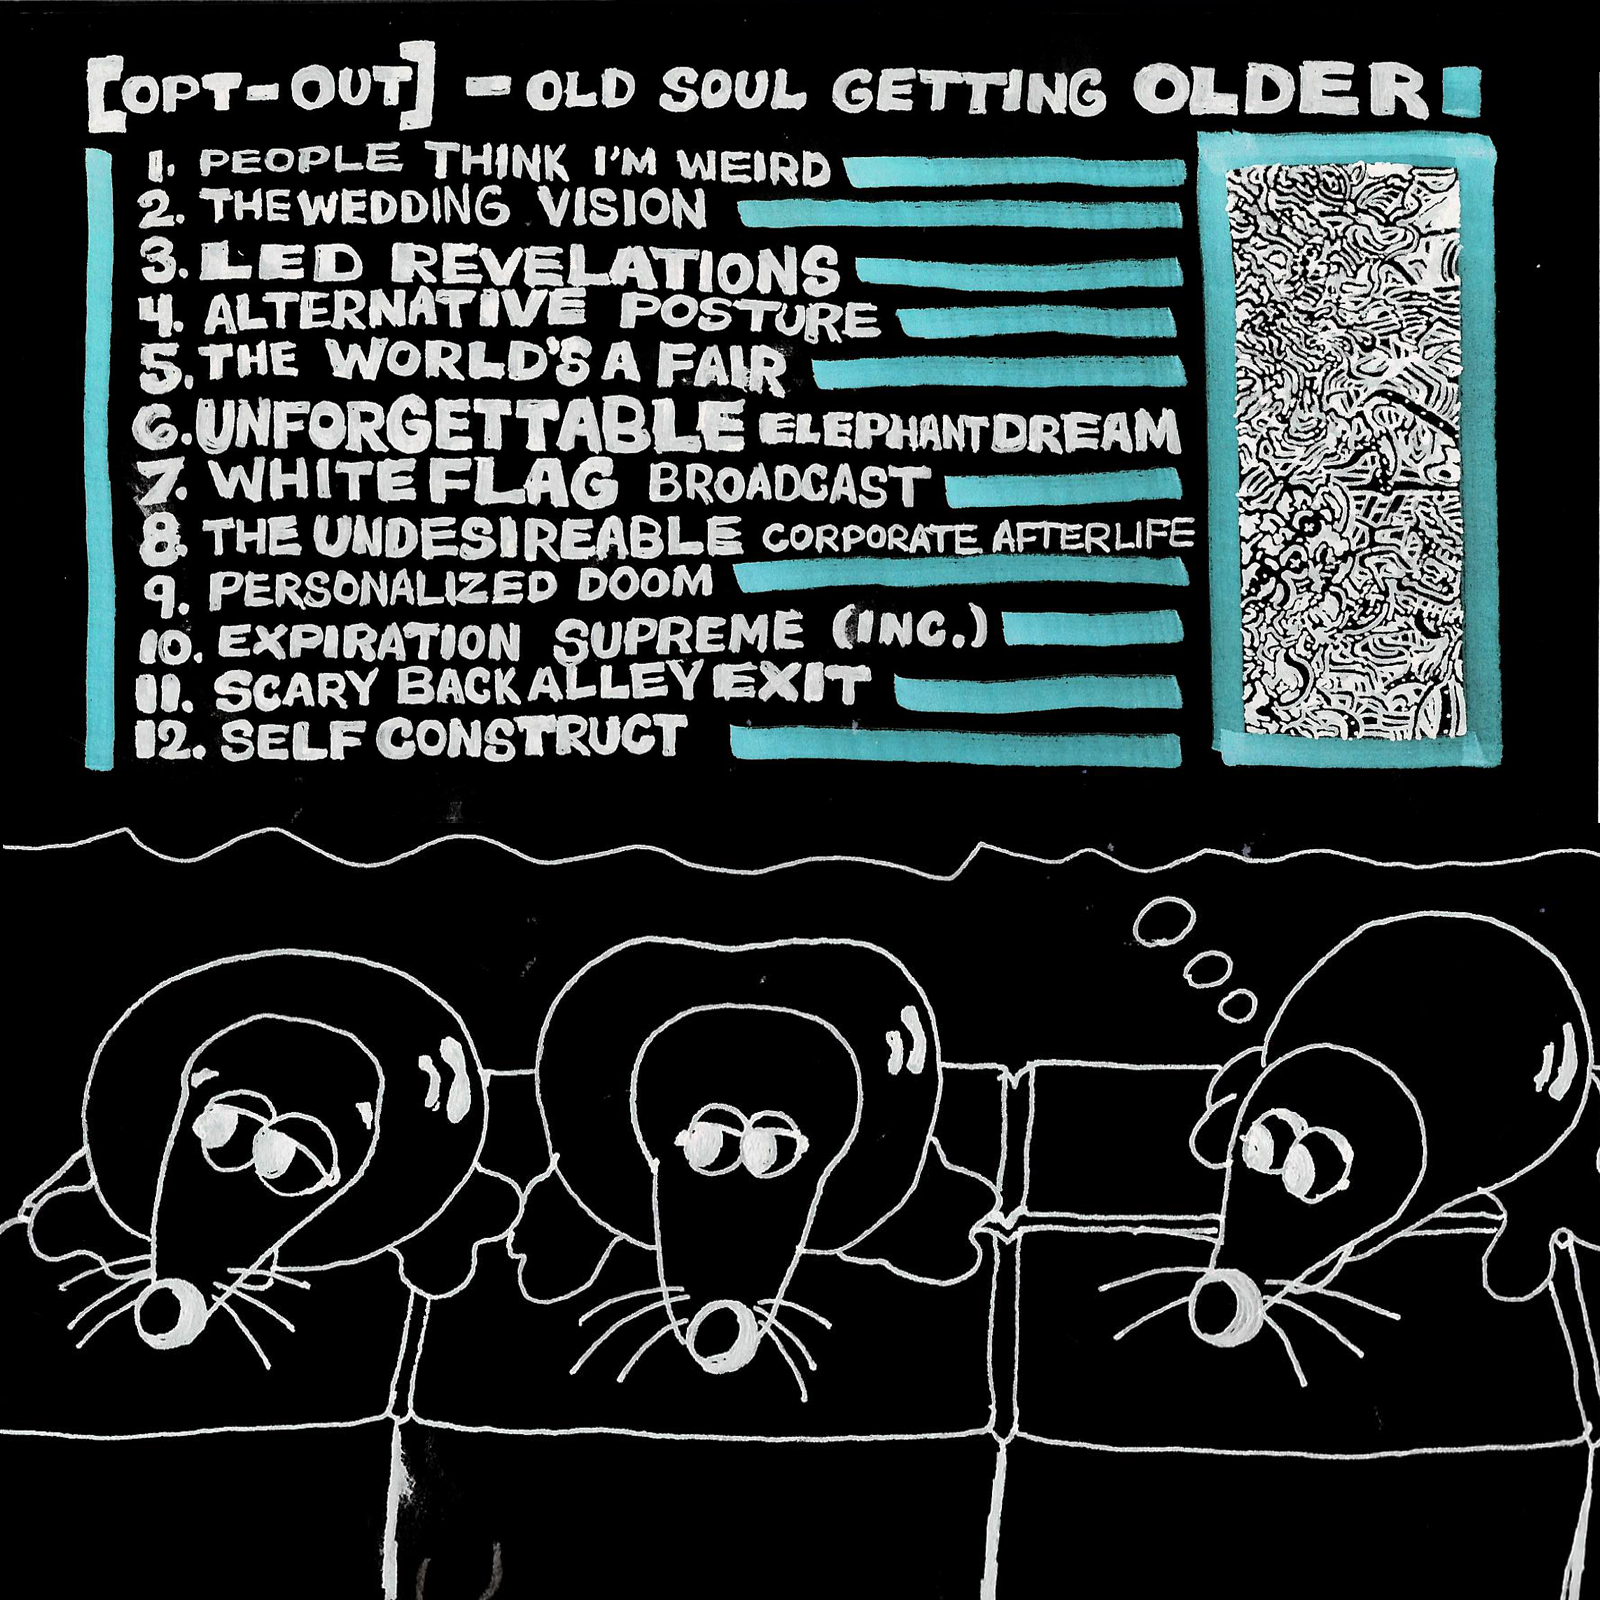 [OPT-OUT] - OLD SOUL GETTING OLDER
1. PEOPLE THINK I'M WEIRD
2. THE WEDDING VISION
3. LED REVELATIONS
4. ALTERNATIVE POSTURE
5. THE WORLD'S A FAIR
6. UNFORGETTABLE ELEPHANT DREAM
7. WHITE FLAG BROADCAST
8. THE UNDESIREABLE CORPORATE AFTERLIFE
9. PERSONALIZED DOOM
10. EXPIRATION SUPREME (INC.)
11. SCARY BACK ALLEY EXIT
12. SELF CONSTRUCT